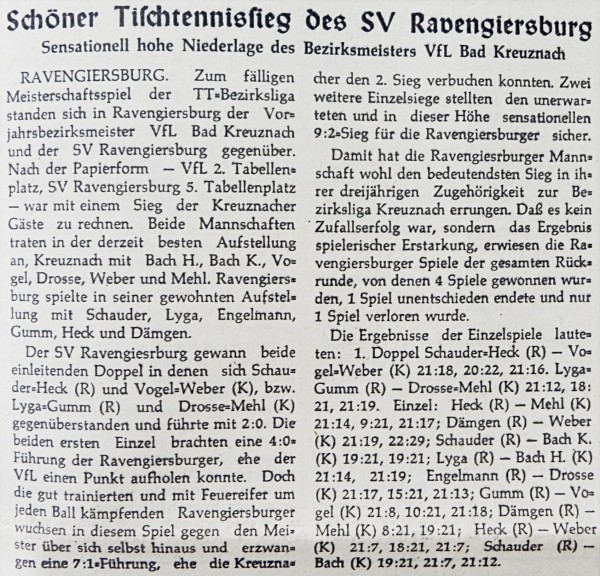 Schöner Tischtennissieg des SV Ravengiersburg
Sensationell hohe Niederlage des Bezirksmeisters VfL Bad Kreuznach
RAVENGIERSBURG. Zum fälligen
Meisterschaftsspiel der TT=Bezirksliga
standen sich in Ravengiersburg der Vor=
jahrsbezirksmeister VfL Bad Kreuznach
und der SV Ravengiersburg gegenüber.
Nach der Papierform — VfL 2. Tabellen=
platz, SV Ravengiersburg 5. Tabellenplatz
— war mit einem Sieg der Kreuznacher
Gäste zu rechnen. Beide Mannschaften
traten in der derzeit besten Aufstellung
an, Kreuznach mit Bach H., Bach K., Vo=
gel, Drosse, Weber und Mehl. Ravengiers=
burg spielte in seiner gewohnten Aufstel=
lung mit Schauder, Lyga, Engelmann,
Gumm, Heck und Dämgen.
Der SV Ravengiesrburg gewann beide
einleitenden Doppel in denen sich Schau=
der=Heck (R) und Vogel=Weber (K), bzw.
Lyga=Gumm (R) und Drosse=Mehl (K)
gegenüberstanden und führte mit 2:0. Die
beiden ersten Einzel brachten eine 4:0=
Führung der Ravengiersburger, ehe der
VfL einen Punkt aufholen konnte. Doch
die gut trainierten und mit Feuereifer um
jeden Ball kämpfenden Ravengiersburger
wuchsen in diesem Spiel gegen den Mei=
ster über sich selbst hinaus und erzwan=
gen eine 7:1=Führung, ehe die Kreuzna=
cher den 2. Sieg verbuchen konnten. Zwei
weitere Einzelsiege stellten den unerwar=
teten und in dieser Höhe sensationellen
9:2=Sieg für die Ravengiersburger sicher.
Damit hat die Ravengiesrburger Mann=
schaft wohl den bedeutendsten Sieg in ih=
rer dreijährigen Zugehörigkeit zur Be=
zirksliga Kreuznach errungen. Daß es kein
Zufallserfolg war, sondern das Ergebnis
spielerischer Erstarkung, erwiesen die Ra=
vengiersburger Spiele der gesamten Rück=
runde, von denen 4 Spiele gewonnen wur=
den, 1 Spiel unentschieden endete und nur
1 Spiel verloren wurde.
Die Ergebnisse der Einzelspiele laute=
ten: 1. Doppel Schauder=Heck (R) — Vo=
gel=Weber (K) 21:18, 20:22, 21:16. Lyga=
Gumm (R) — Drosse=Mehl (K) 21:12, 18:
21, 21:19. Einzel: Heck (R) — Mehl (K)
21:14, 9:21, 21:17; Dämgen (R) — Weber
(K) 21:19, 22:29; Schauder (R) — Bach K.
(K) 19:21, 19:21; Lyga (R) — Bach H. (K)
21:14, 21:19; Engelmann (R) — Drosse
(K) 21:17, 15:21, 21:13; Gumm (R) — Vo=
gel (K) 21:8, 10:21, 21:18; Dämgen (R) —
Mehl (K) 8:21, 19:21; Heck (R) — Weber
(K) 21:7, 18:21, 21:7; Schauder (R) —
Bach (K) 19:21, 21:7, 21:12.